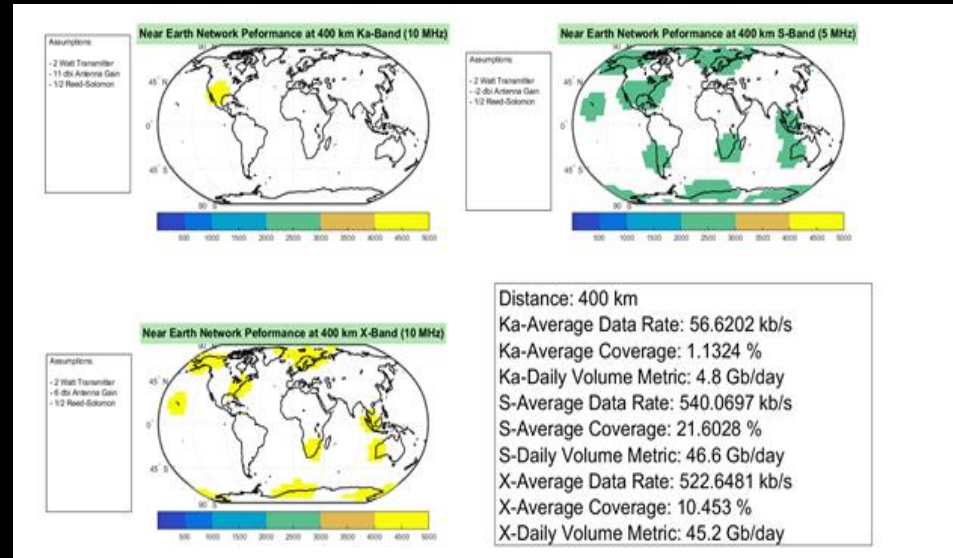 Near Earth Network Peformance at 400 km Ka-Band (10 MHz)
Assumptions:
- 2 Watt Transmitter
- 11 dbi Antenna Gain
- 1/2 Reed-Solomon
90
45 N
0
45 S
90 S
500 1000 1500 2000 2500 3000 4000 4500 5000
Near Earth Network Peformance at 400 km S-Band (5 MHz)
Assumptions:
- 2 Watt Transmitter
- -2 dbi Antenna Gain
- 1/2 Reed-Solomon
90
45 N
0
45 S
90 S
500 1000 1500 2000 2500 3000 3500 4000 4500 5000
Near Earth Network Peformance at 400 km X-Band (10 MHz)
Assumptions:
- 2 Watt Transmitter
- 6 dbi Antenna Gain
- 1/2 Reed-Solomon
90
45 N
0
45 S
90 S
500 1000 1500 2000 2500 3000 4000 4500 5000
Distance: 400 km
Ka-Average Data Rate: 56.6202 kb/s
Ka-Average Coverage: 1.1324 %
Ka-Daily Volume Metric: 4.8 Gb/day
S-Average Data Rate: 540.0697 kb/s
S-Average Coverage: 21.6028 %
S-Daily Volume Metric: 46.6 Gb/day
X-Average Data Rate: 522.6481 kb/s
X-Average Coverage: 10.453 %
X-Daily Volume Metric: 45.2 Gb/day